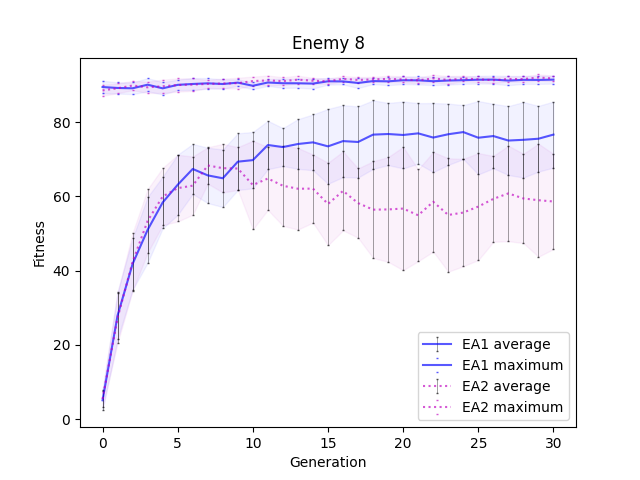 Enemy 8
Fitness
80
60
40
20
0
0 5 10 15 20 25 30
Generation
EA1 average
EA1 maximum
EA2 average
EA2 maximum